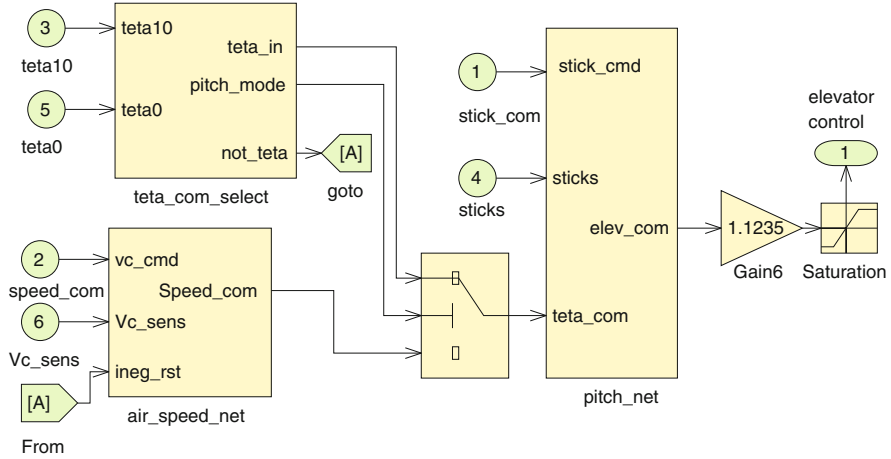 3
teta10
teta10
5
teta0
teta0
teta_in
pitch_mode
not_teta
teta_com_select
[A]
goto
2
speed_com
6
Vc_sens
[A]
From
vc_cmd
Vc_sens
ineg_rst
Speed_com
air_speed_net
1
stick_com
4
sticks
stick_cmd
sticks
teta_com
elev_com
pitch_net
1.1235
Gain6
elevator
control
1
Saturation